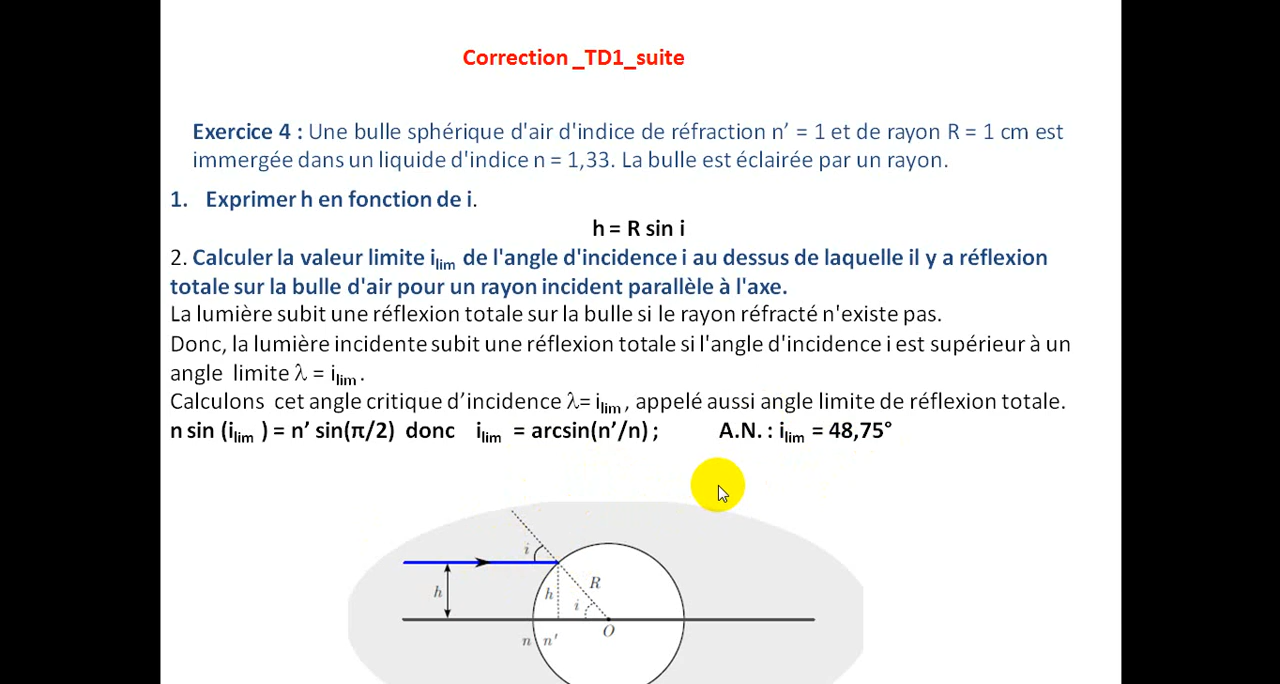 Correction _TD1_suite
Exercice 4 : Une bulle sphérique d'air d'indice de réfraction n’ = 1 et de rayon R = 1 cm est
immergée dans un liquide d'indice n = 1,33. La bulle est éclairée par un rayon.
1. Exprimer h en fonction de i.
h = R sin i
2. Calculer la valeur limite ilim de l'angle d'incidence i au dessus de laquelle il y a réflexion
totale sur la bulle d'air pour un rayon incident parallèle à l'axe.
La lumière subit une réflexion totale sur la bulle si le rayon réfracté n'existe pas.
Donc, la lumière incidente subit une réflexion totale si l'angle d'incidence i est supérieur à un
angle limite λ = ilim .
Calculons cet angle critique d’incidence λ= ilim , appelé aussi angle limite de réflexion totale.
n sin (ilim ) = n’ sin(π/2) donc ilim = arcsin(n’/n) ; A.N. : ilim = 48,75°
i
h
h
R
i
O
n
n'